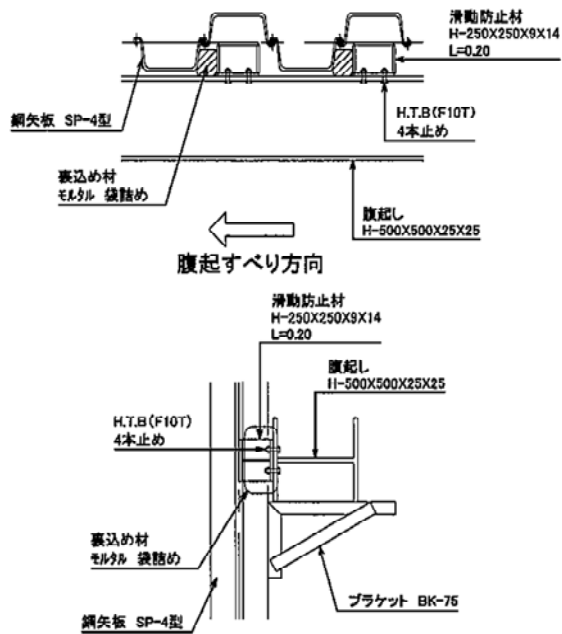 滑動防止材
H-250X250X9X14
L=0.20
鋼矢板 SP-4型
H.T.B(F10T)
4本止め
裏込め材
モルタル 袋詰め
腹起し
H-500X500X25X25
腹起すべり方向
滑動防止材
H-250X250X9X14
L=0.20
腹起し
H-500X500X25X25
H.T.B(F10T)
4本止め
裏込め材
モルタル 袋詰め
ブラケット BK-75
鋼矢板 SP-4型